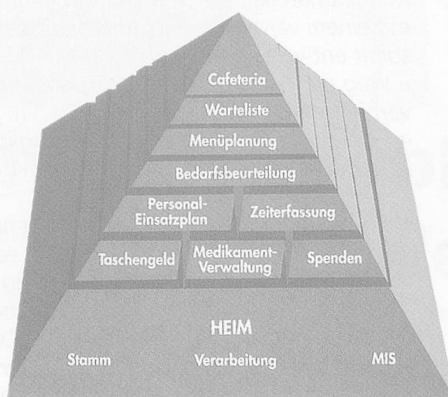 Cafeteria
Warteliste
Menüplanung
Bedarfsbeurteilung
Personal-
Einsatzplan
Zeiterfassung
Taschengeld
Medikament-
Verwaltung
Spenden
HEIM
Stamm Verarbeitung MIS